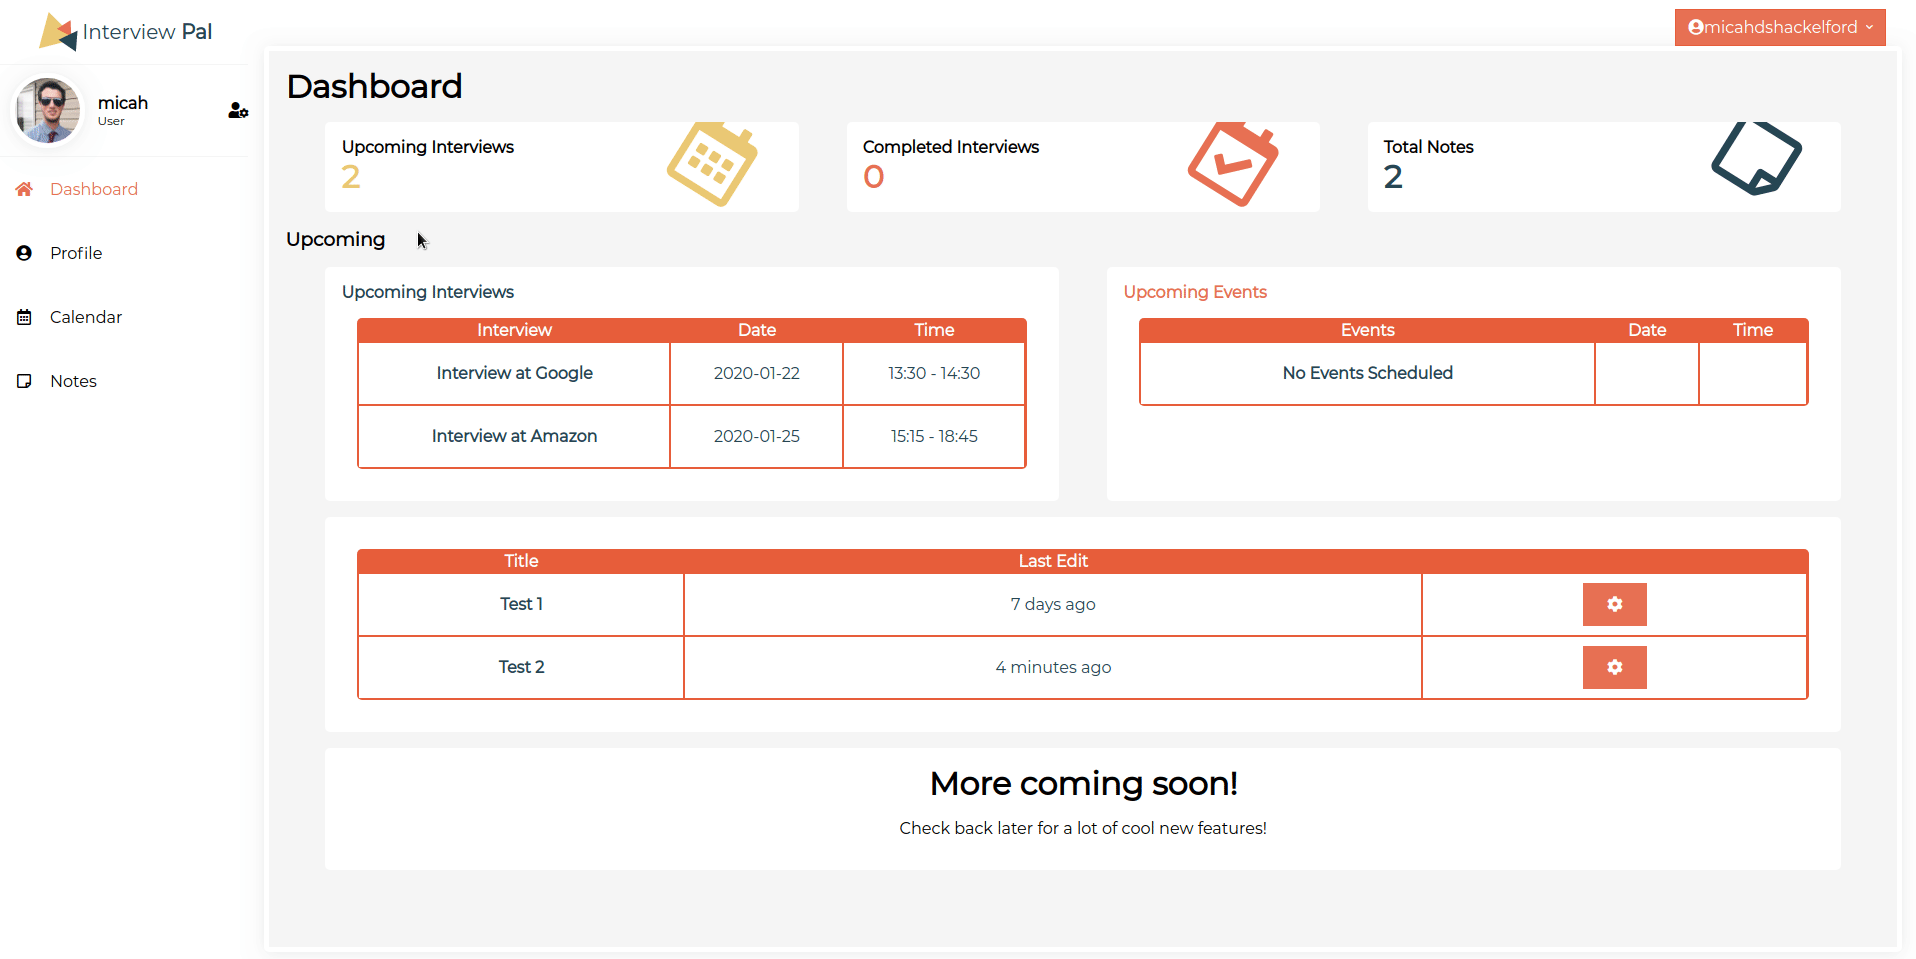 Interview Pal
micahdshackelford
micah
User
Dashboard
Profile
Calendar
Notes
Dashboard
Upcoming Interviews
2
Completed Interviews
0
Total Notes
2
Upcoming
Upcoming Interviews
Interview Date Time
Interview at Google 2020-01-22 13:30 - 14:30
Interview at Amazon 2020-01-25 15:15 - 18:45
Upcoming Events
Events Date Time
No Events Scheduled
Title Last Edit
Test 1 7 days ago
Test 2 4 minutes ago
More coming soon!
Check back later for a lot of cool new features!